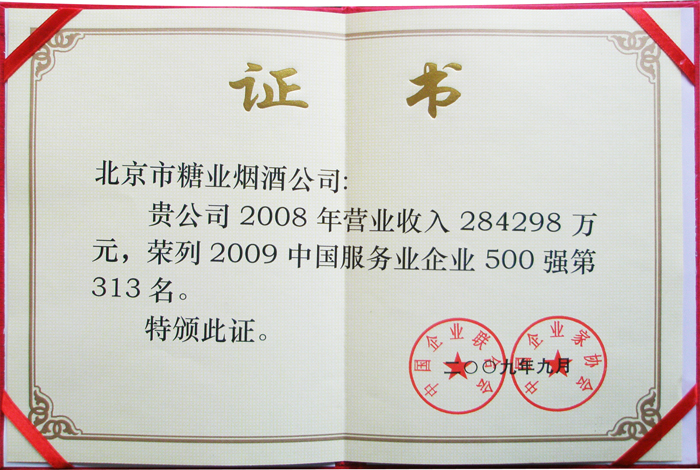 证书
北京市糖业烟酒公司:
贵公司 2008 年营业收入 284298 万
元，荣列 2009 中国服务业企业 500 强第
313 名。
特颁此证。
中国企业联合会
中国企业家协会
二〇〇九年九月